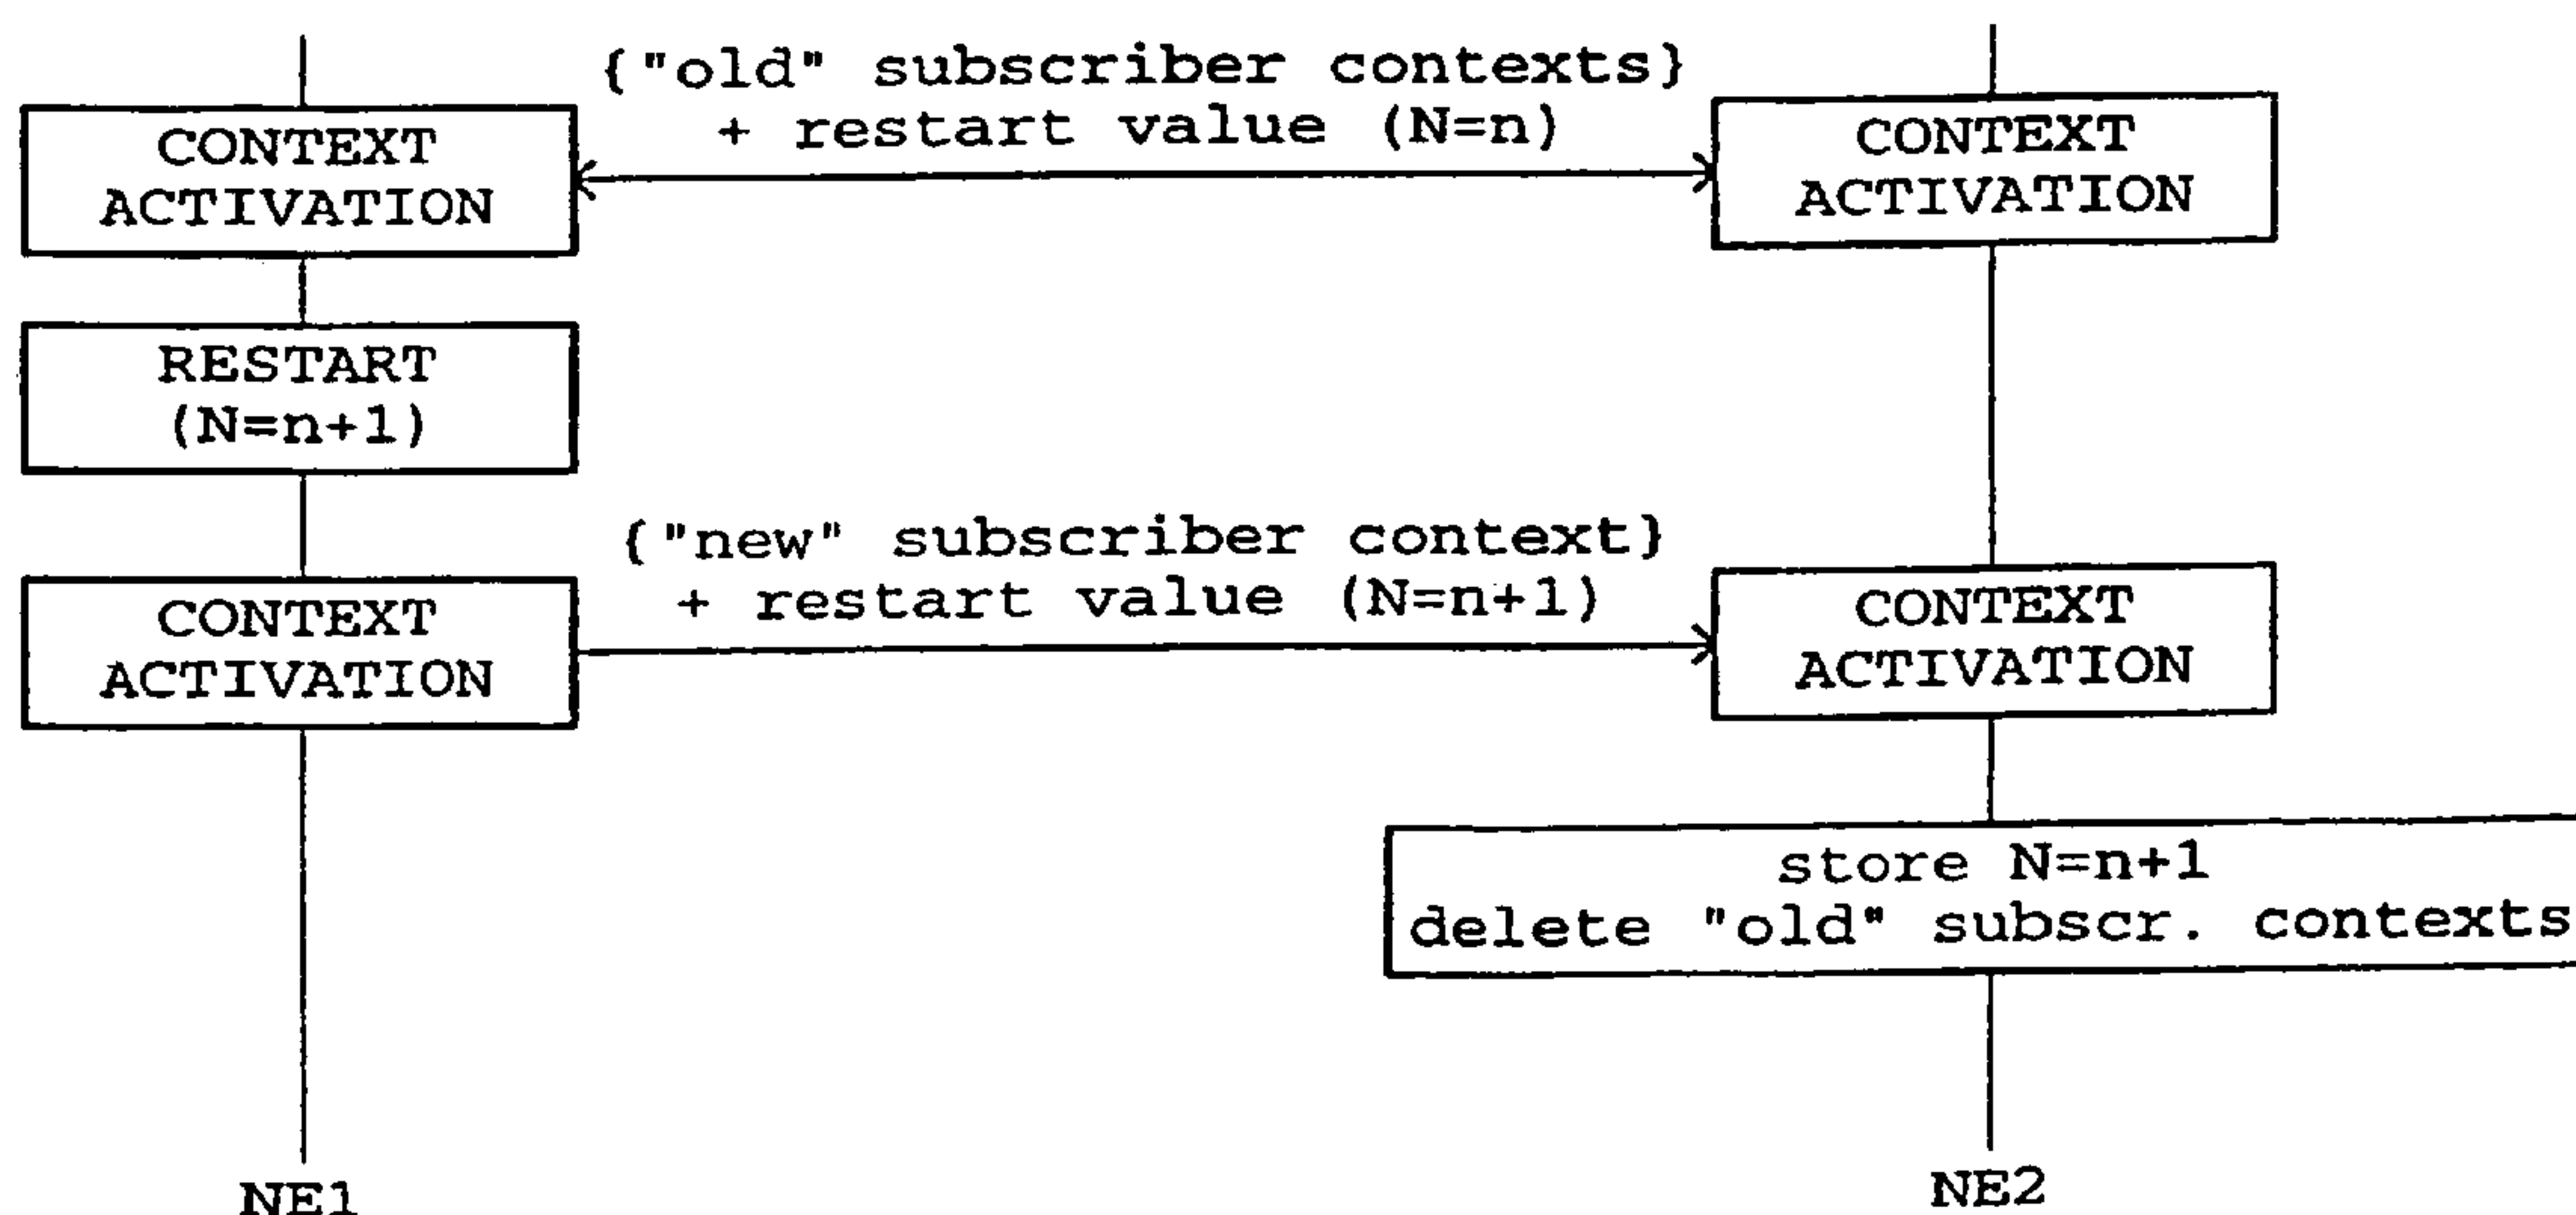 {"old" subscriber contexts}
+ restart value (N=n)
CONTEXT
ACTIVATION
CONTEXT
ACTIVATION
RESTART
(N=n+1)
{"new" subscriber context}
+ restart value (N=n+1)
CONTEXT
ACTIVATION
CONTEXT
ACTIVATION
store N=n+1
delete "old" subscr. contexts
NE1
NE2